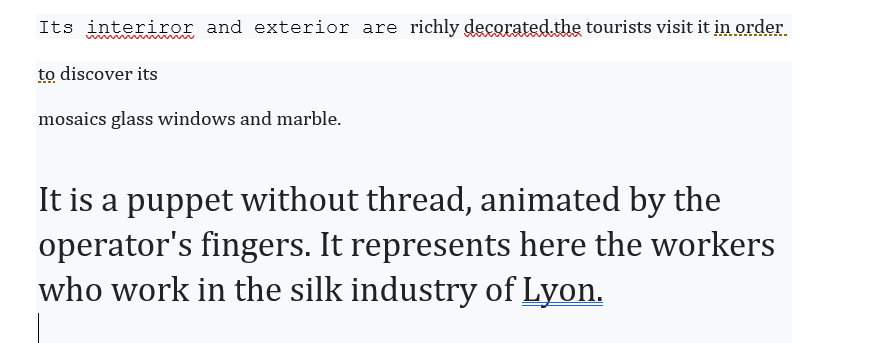 Its interiror and exterior are richly decorated.the tourists visit it in order
to discover its
mosaics glass windows and marble.
It is a puppet without thread, animated by the
operator's fingers. It represents here the workers
who work in the silk industry of Lyon.